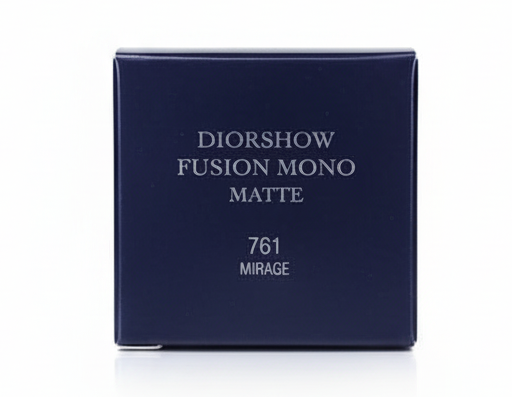 DIORSHOW
FUSION MONO
MATTE
761
MIRAGE